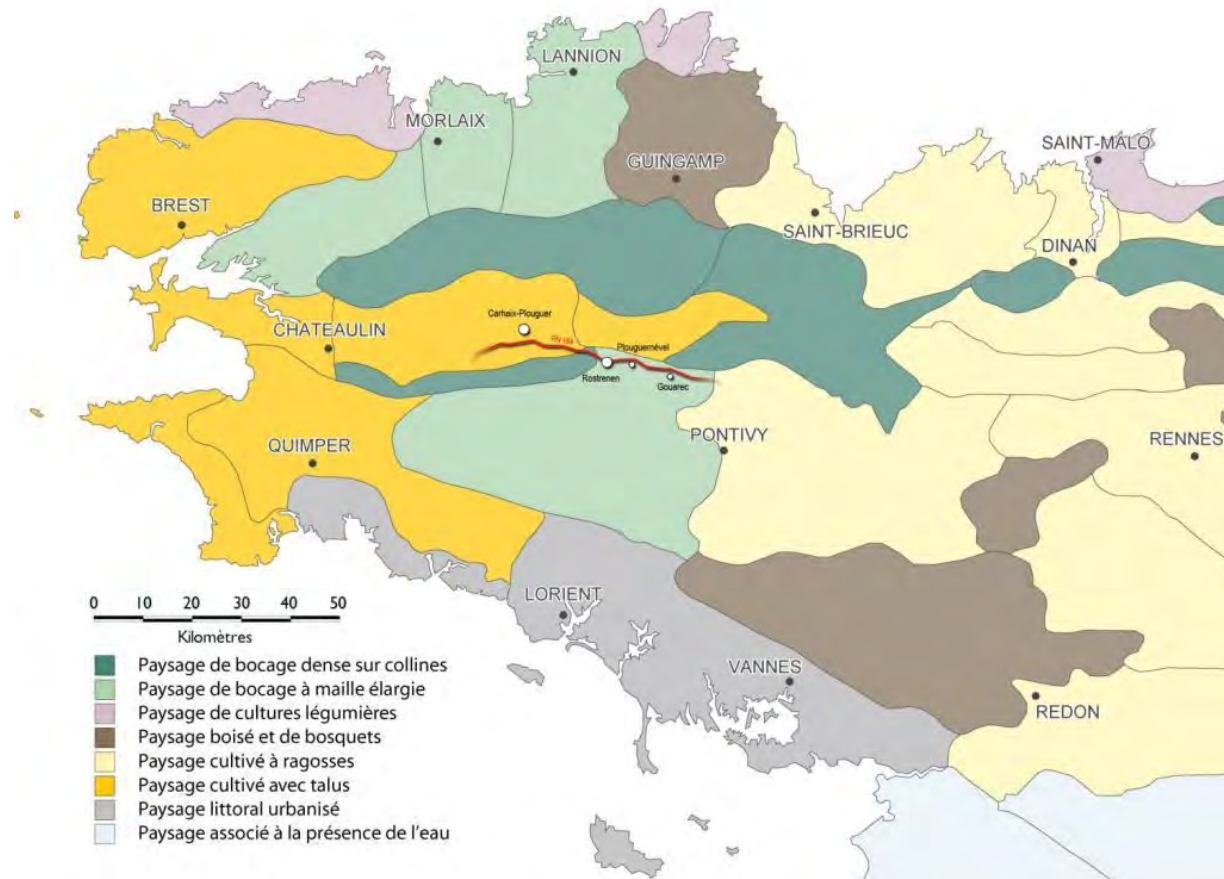 LANNION
MORLAIX
SAINT-MALO
GUINGAMP
BREST
SAINT-BRIEUC
DINAN
Carhaix-Plouguer
CHATEAULIN
RN 164
Plouguernével
Rostrenen
Gouarec
QUIMPER
PONTIVY
RENNES
LORIENT
VANNES
REDON
0 10 20 30 40 50
Kilomètres
Paysage de bocage dense sur collines
Paysage de bocage à maille élargie
Paysage de cultures légumières
Paysage boisé et de bosquets
Paysage cultivé à ragosses
Paysage cultivé avec talus
Paysage littoral urbanisé
Paysage associé à la présence de l'eau